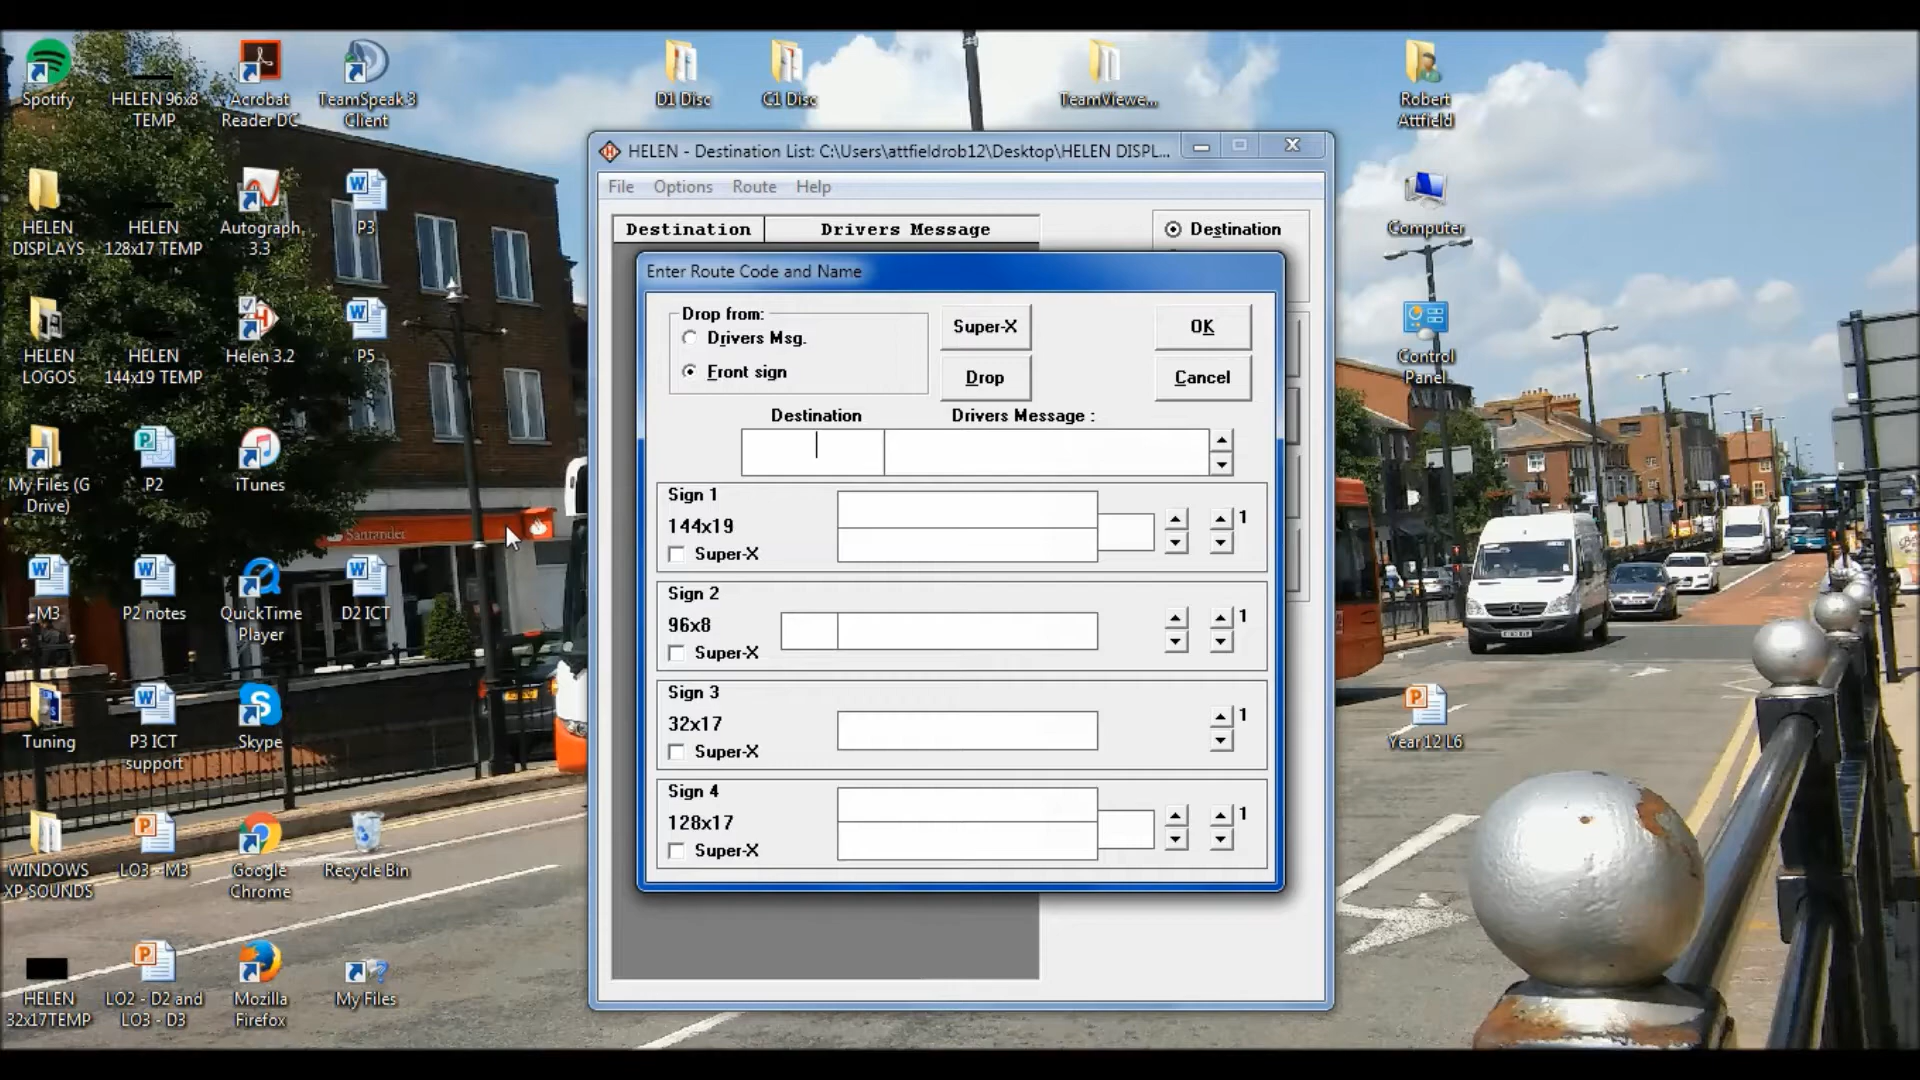 Spotify
HELEN 96x8
TEMP
Acrobat
Reader DC
TeamSpeak 3
Client
D1 Disc
C1 Disc
TeamViewe...
Robert
Attfield
HELEN
DISPLAYS
HELEN
128x17 TEMP
Autograph
3.3
P3
Computer
HELEN
LOGOS
HELEN
144x19 TEMP
Helen 3.2
P5
Control
Panel
My Files (G
Drive)
P2
iTunes
Santander
M3
P2 notes
QuickTime
Player
D2 ICT
Tuning
P3 ICT
support
Skype
Year 12 L6
WINDOWS
XP SOUNDS
LO3 - M3
Google
Chrome
Recycle Bin
HELEN
32x17TEMP
LO2 - D2 and
LO3 - D3
Mozilla
Firefox
My Files
HELEN - Destination List: C:\Users\attfieldrob12\Desktop\HELEN DISPL...
File Options Route Help
Destination Drivers Message
Destination
Enter Route Code and Name
Drop from:
Drivers Msg.
Front sign
Super-X
Drop
OK
Cancel
Destination Drivers Message :
Sign 1
144x19
Super-X
1
Sign 2
96x8
Super-X
1
Sign 3
32x17
Super-X
1
Sign 4
128x17
Super-X
1